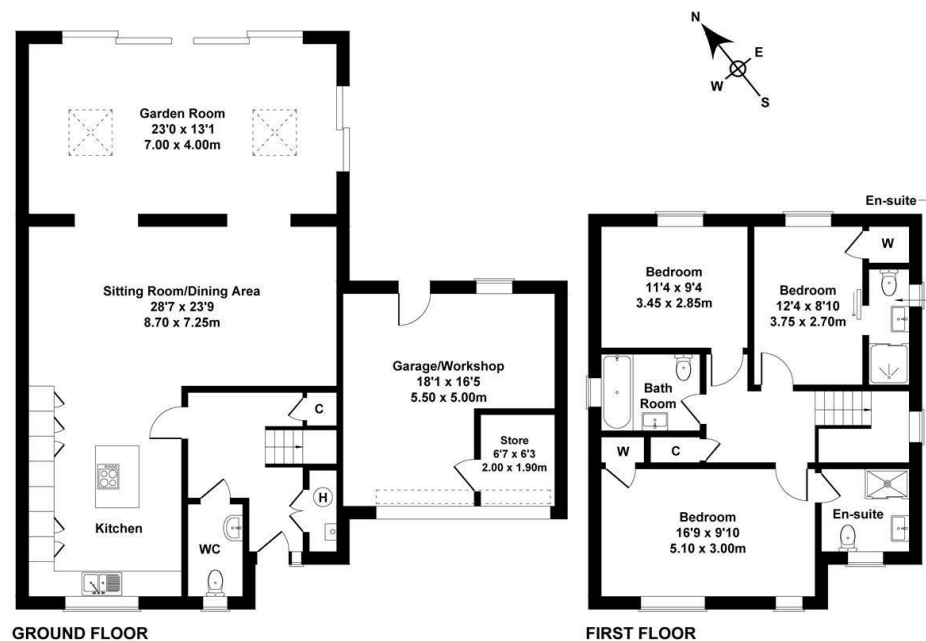 N
E
W
S
Garden Room
23'0 x 13'1
7.00 x 4.00m
Sitting Room/Dining Area
28'7 x 23'9
8.70 x 7.25m
Garage/Workshop
18'1 x 16'5
5.50 x 5.00m
Store
6'7 x 6'3
2.00 x 1.90m
C
H
Kitchen
WC
GROUND FLOOR
En-suite
W
Bedroom
11'4 x 9'4
3.45 x 2.85m
Bedroom
12'4 x 8'10
3.75 x 2.70m
Bath
Room
W
C
Bedroom
16'9 x 9'10
5.10 x 3.00m
En-suite
FIRST FLOOR